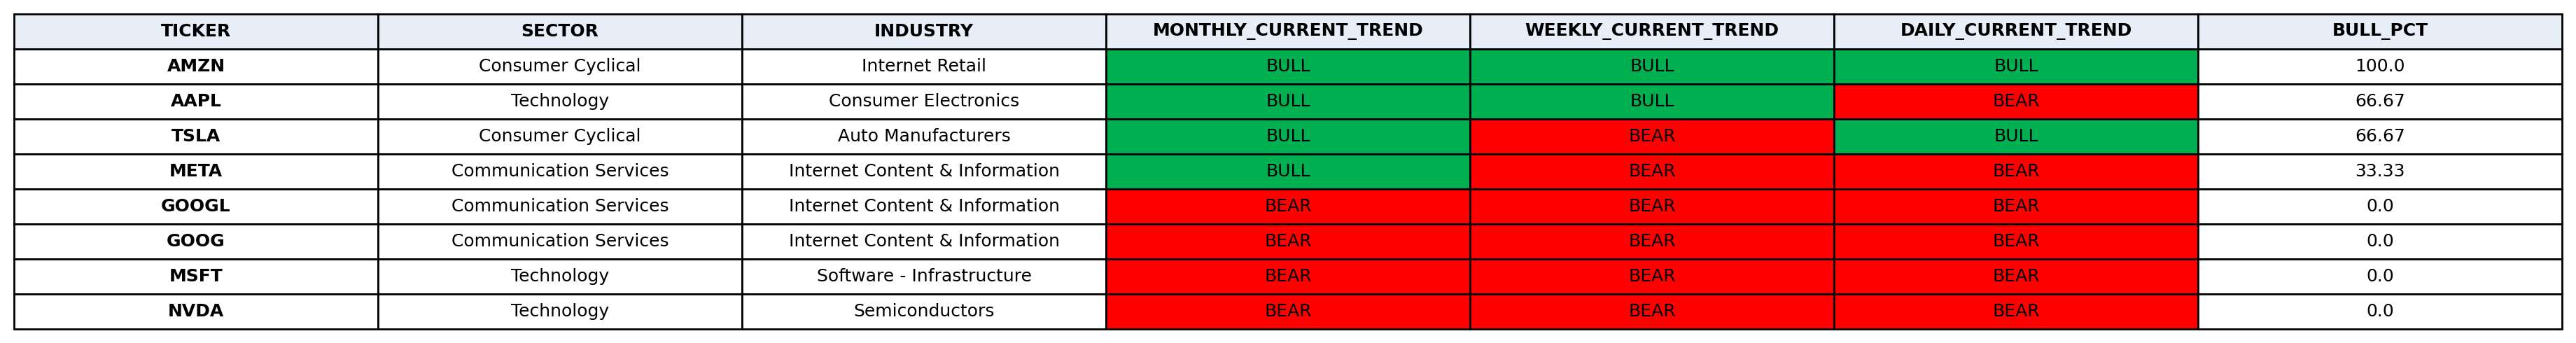 TICKER SECTOR INDUSTRY MONTHLY_CURRENT_TREND WEEKLY_CURRENT_TREND DAILY_CURRENT_TREND BULL_PCT
AMZN Consumer Cyclical Internet Retail BULL BULL BULL 100.0
AAPL Technology Consumer Electronics BULL BULL BEAR 66.67
TSLA Consumer Cyclical Auto Manufacturers BULL BEAR BULL 66.67
META Communication Services Internet Content & Information BULL BEAR BEAR 33.33
GOOGL Communication Services Internet Content & Information BEAR BEAR BEAR 0.0
GOOG Communication Services Internet Content & Information BEAR BEAR BEAR 0.0
MSFT Technology Software - Infrastructure BEAR BEAR BEAR 0.0
NVDA Technology Semiconductors BEAR BEAR BEAR 0.0